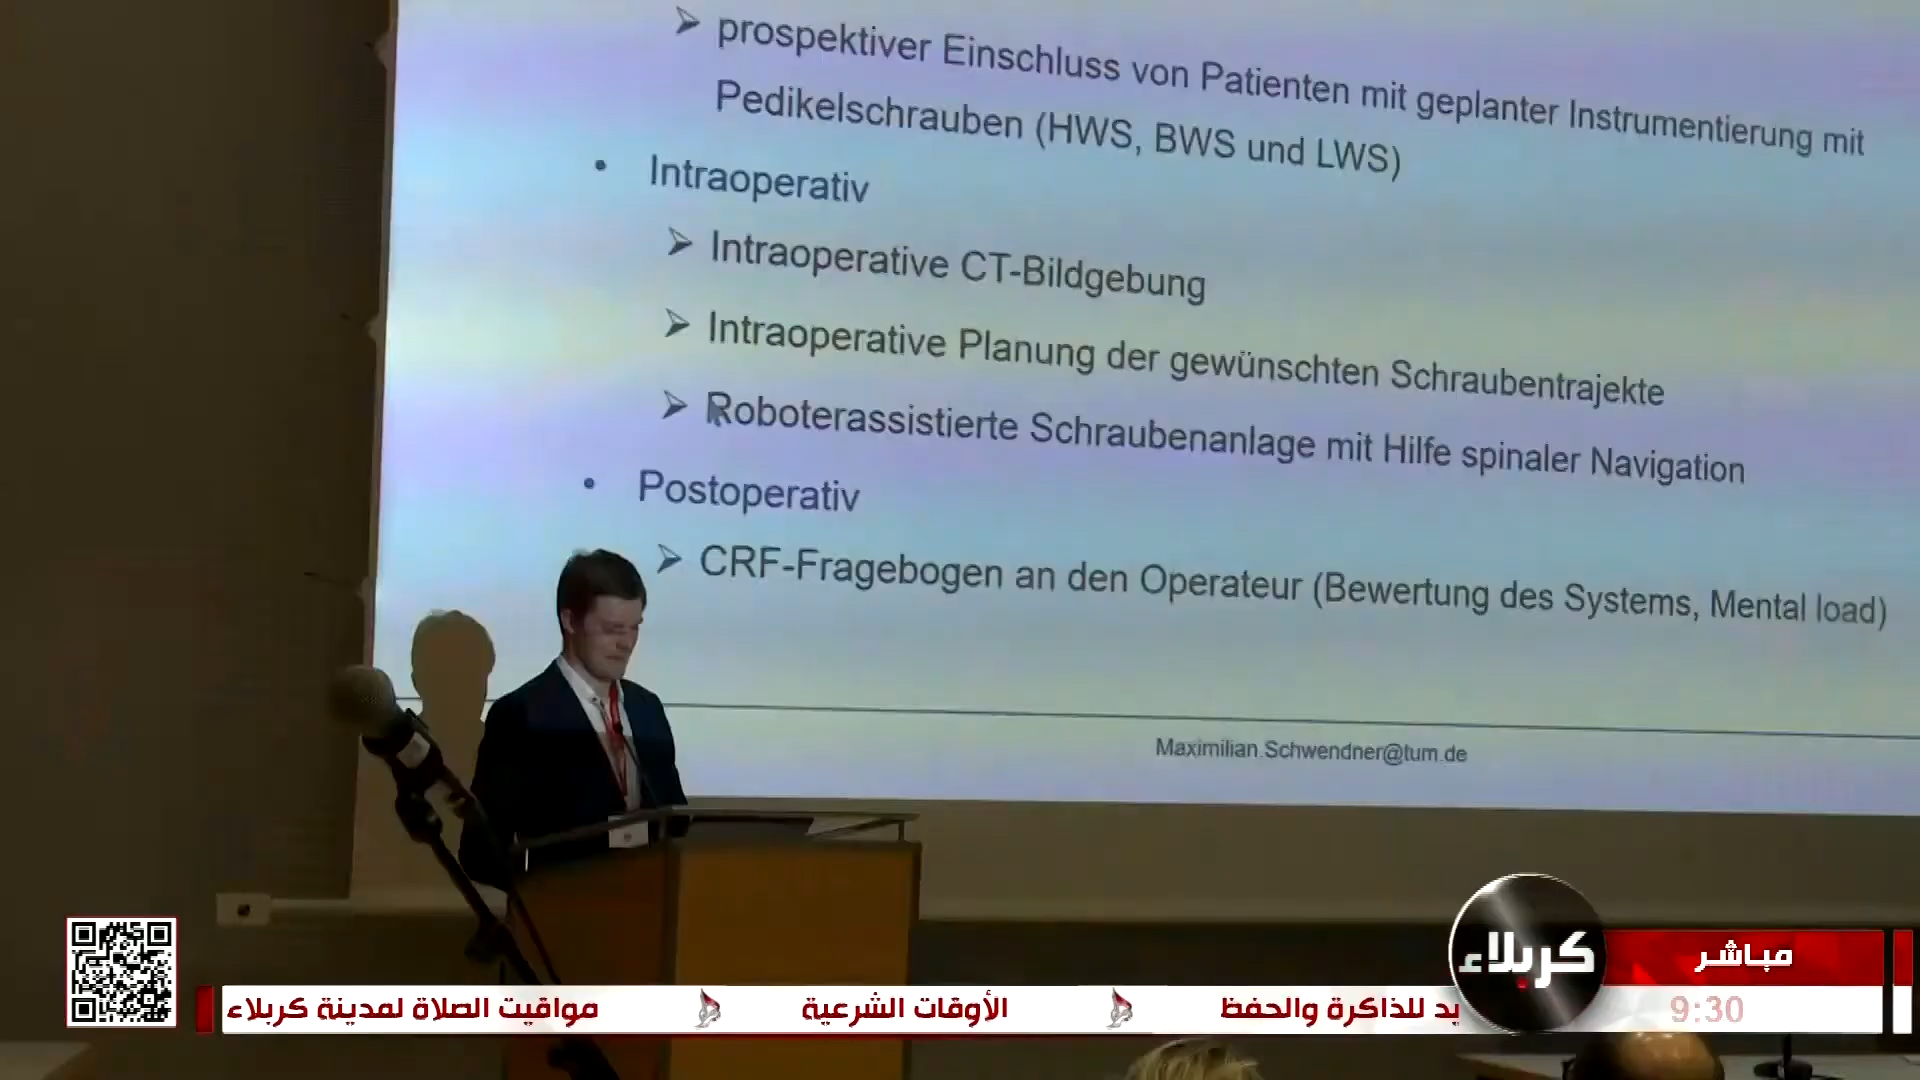 prospektiver Einschluss von Patienten mit geplanter Instrumentierung mit
Pedikelschrauben (HWS, BWS und LWS)
Intraoperativ
Intraoperative CT-Bildgebung
Intraoperative Planung der gewünschten Schraubentrajekte
Roboterassistierte Schraubenanlage mit Hilfe spinaler Navigation
Postoperativ
CRF-Fragebogen an den Operateur (Bewertung des Systems, Mental load)
Maximilian.Schwendner@tum.de
كربلاء
مباشر
9:30
يد للذاكرة والحفظ
الأوقات الشرعية
مواقيت الصلاة لمدينة كربلاء